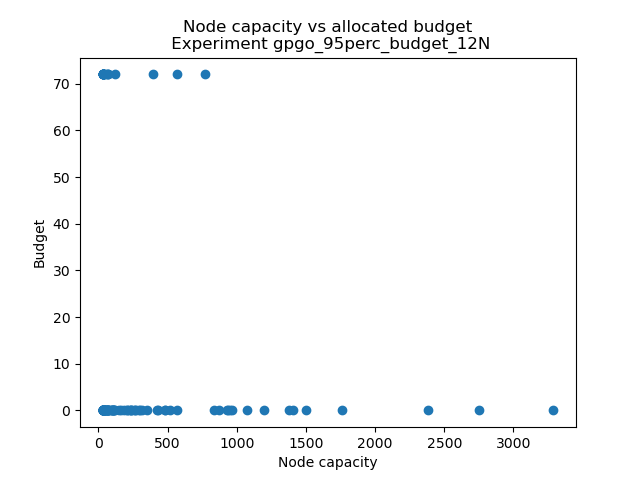 Node capacity vs allocated budget
Experiment gpgo_95perc_budget_12N
70
60
50
40
30
20
10
0
Budget
0 500 1000 1500 2000 2500 3000
Node capacity